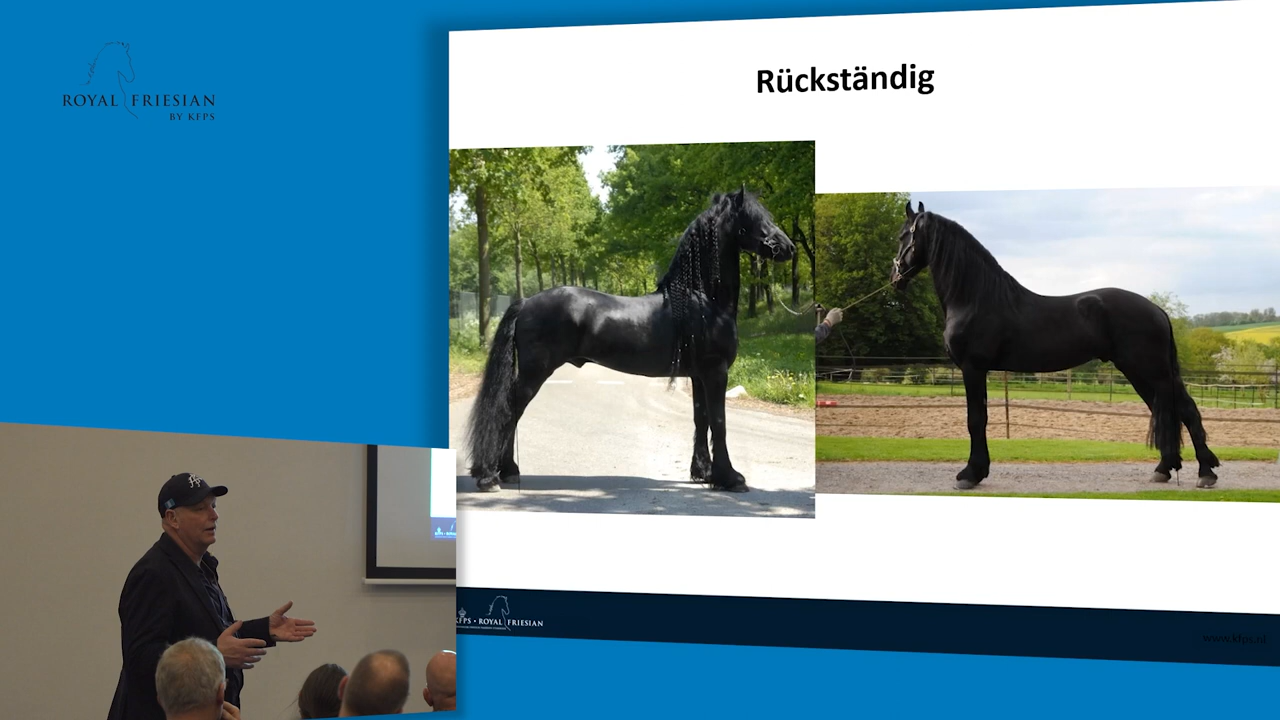 ROYAL FRIESIAN
BY KFPS
Rückständig
KFPS • ROYAL FRIESIAN
www.kfps.nl